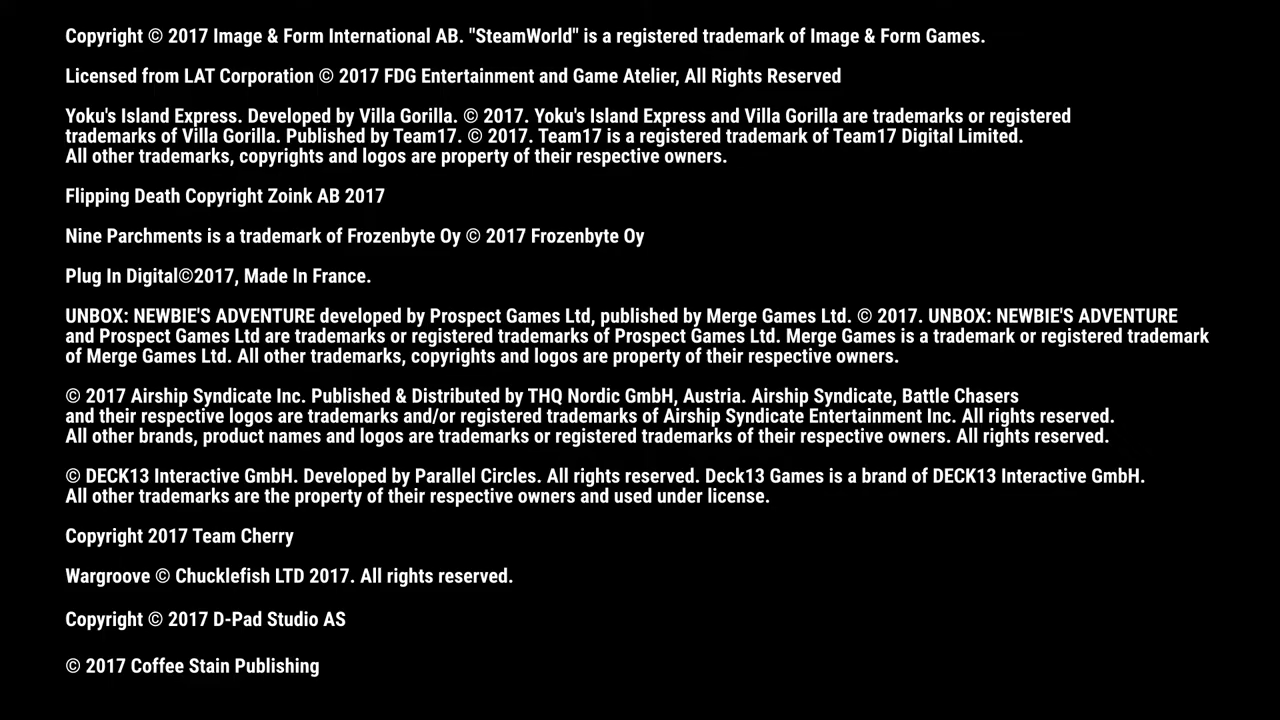 Copyright © 2017 Image & Form International AB. "SteamWorld" is a registered trademark of Image & Form Games.
Licensed from LAT Corporation © 2017 FDG Entertainment and Game Atelier, All Rights Reserved
Yoku's Island Express. Developed by Villa Gorilla. © 2017. Yoku's Island Express and Villa Gorilla are trademarks or registered
trademarks of Villa Gorilla. Published by Team17. © 2017. Team17 is a registered trademark of Team17 Digital Limited.
All other trademarks, copyrights and logos are property of their respective owners.
Flipping Death Copyright Zoink AB 2017
Nine Parchments is a trademark of Frozenbyte Oy © 2017 Frozenbyte Oy
Plug In Digital©2017, Made In France.
UNBOX: NEWBIE'S ADVENTURE developed by Prospect Games Ltd, published by Merge Games Ltd. © 2017. UNBOX: NEWBIE'S ADVENTURE
and Prospect Games Ltd are trademarks or registered trademarks of Prospect Games Ltd. Merge Games is a trademark or registered trademark
of Merge Games Ltd. All other trademarks, copyrights and logos are property of their respective owners.
© 2017 Airship Syndicate Inc. Published & Distributed by THQ Nordic GmbH, Austria. Airship Syndicate, Battle Chasers
and their respective logos are trademarks and/or registered trademarks of Airship Syndicate Entertainment Inc. All rights reserved.
All other brands, product names and logos are trademarks or registered trademarks of their respective owners. All rights reserved.
© DECK13 Interactive GmbH. Developed by Parallel Circles. All rights reserved. Deck13 Games is a brand of DECK13 Interactive GmbH.
All other trademarks are the property of their respective owners and used under license.
Copyright 2017 Team Cherry
Wargroove © Chucklefish LTD 2017. All rights reserved.
Copyright © 2017 D-Pad Studio AS
© 2017 Coffee Stain Publishing